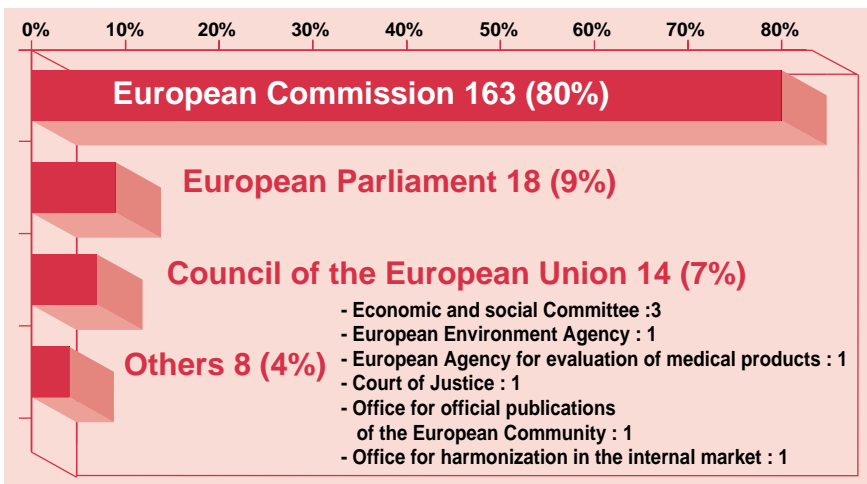 0% 10% 20% 30% 40% 50% 60% 70% 80%
European Commission 163 (80%)
European Parliament 18 (9%)
Council of the European Union 14 (7%)
Others 8 (4%)
- Economic and social Committee :3
- European Environment Agency : 1
- European Agency for evaluation of medical products : 1
- Court of Justice : 1
- Office for official publications
of the European Community : 1
- Office for harmonization in the internal market : 1